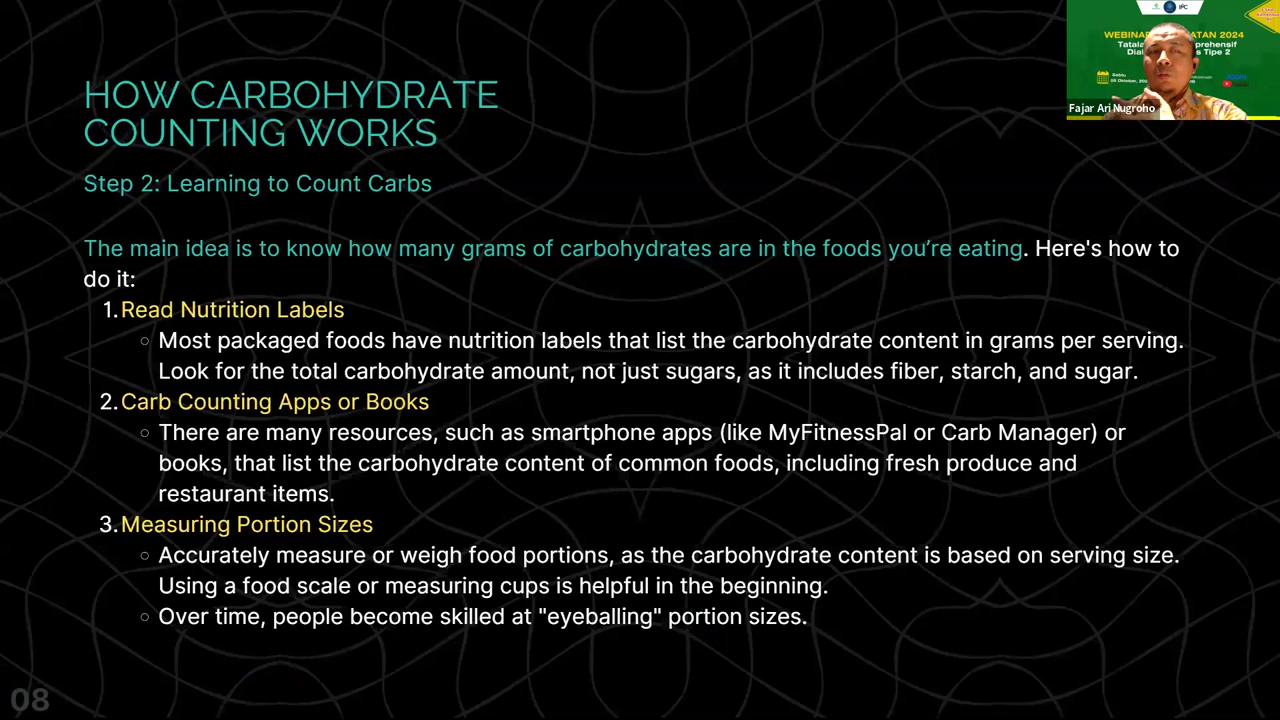 HOW CARBOHYDRATE
COUNTING WORKS
Step 2: Learning to Count Carbs
The main idea is to know how many grams of carbohydrates are in the foods you’re eating. Here's how to
do it:
1. Read Nutrition Labels
○ Most packaged foods have nutrition labels that list the carbohydrate content in grams per serving.
Look for the total carbohydrate amount, not just sugars, as it includes fiber, starch, and sugar.
2. Carb Counting Apps or Books
○ There are many resources, such as smartphone apps (like MyFitnessPal or Carb Manager) or
books, that list the carbohydrate content of common foods, including fresh produce and
restaurant items.
3. Measuring Portion Sizes
○ Accurately measure or weigh food portions, as the carbohydrate content is based on serving size.
Using a food scale or measuring cups is helpful in the beginning.
○ Over time, people become skilled at "eyeballing" portion sizes.
08
IPC
2024
Tipe 2
Sabtu
Fajar Ari Nugroho